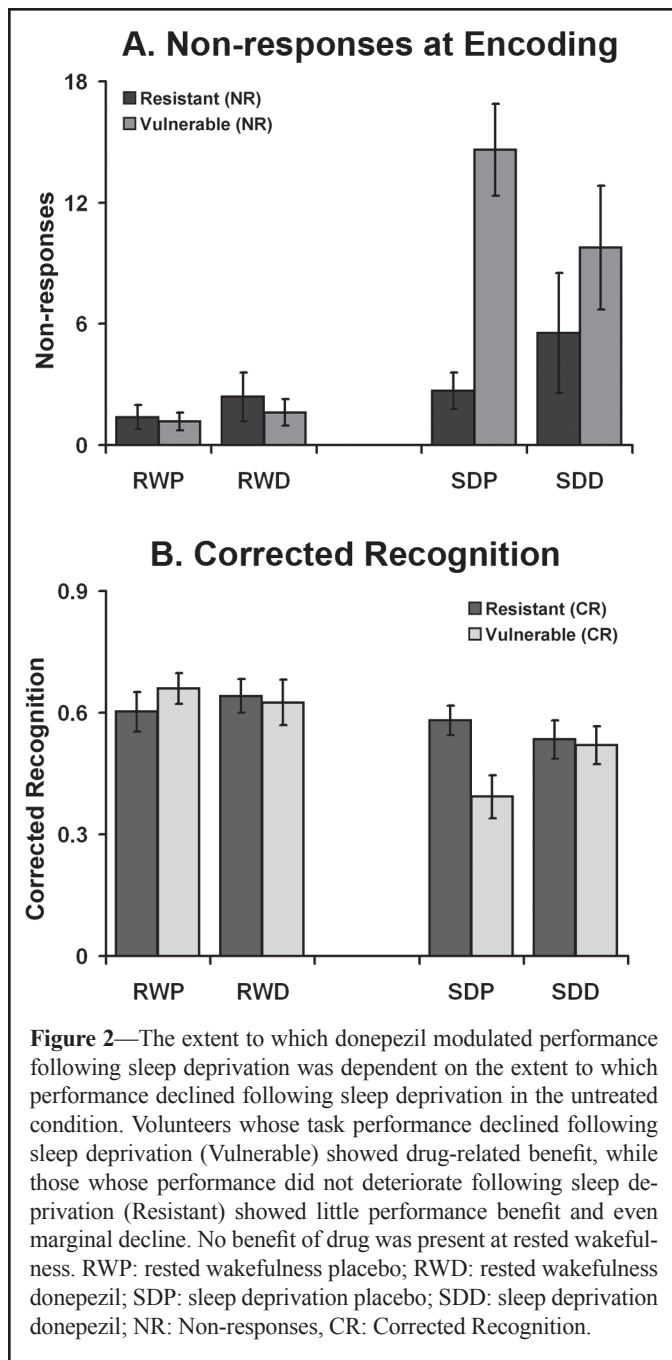 A. Non-responses at Encoding
18
12
6
0
Non-responses
Resistant (NR)
Vulnerable (NR)
RWP RWD SDP SDD
B. Corrected Recognition
0.9
0.6
0.3
0
Corrected Recognition
Resistant (CR)
Vulnerable (CR)
RWP RWD SDP SDD
Figure 2—The extent to which donepezil modulated performance
following sleep deprivation was dependent on the extent to which
performance declined following sleep deprivation in the untreated
condition. Volunteers whose task performance declined following
sleep deprivation (Vulnerable) showed drug-related benefit, while
those whose performance did not deteriorate following sleep de-
privation (Resistant) showed little performance benefit and even
marginal decline. No benefit of drug was present at rested wakeful-
ness. RWP: rested wakefulness placebo; RWD: rested wakefulness
donepezil; SDP: sleep deprivation placebo; SDD: sleep deprivation
donepezil; NR: Non-responses, CR: Corrected Recognition.